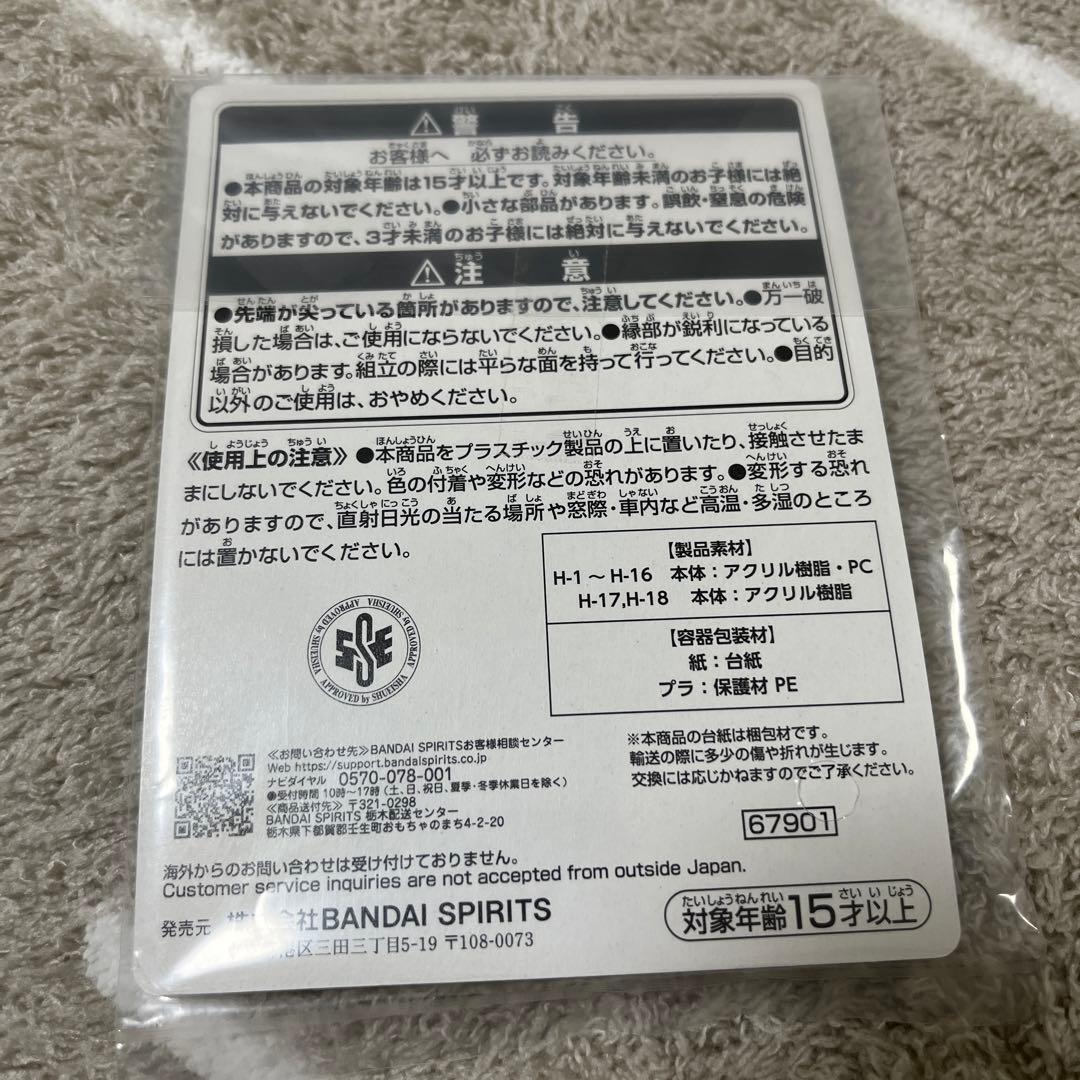 警告
お客様へ 必ずお読みください。
●本商品の対象年齢は15才以上です。対象年齢未満のお子様には絶
対に与えないでください。●小さな部品があります。誤飲・窒息の危険
がありますので、3才未満のお子様には絶対に与えないでください。
注意
●先端が尖っている箇所がありますので、注意してください。●万一破
損した場合は、ご使用にならないでください。●縁部が鋭利になっている
場合があります。組立の際には平らな面を持って行ってください。●目的
以外のご使用は、おやめください。
《使用上の注意》●本商品をプラスチック製品の上に置いたり、接触させたま
まにしないでください。色の付着や変形などの恐れがあります。●変形する恐れ
がありますので、直射日光の当たる場所や窓際・車内など高温・多湿のところ
には置かないでください。
【製品素材】
H-1～H-16 本体：アクリル樹脂・PC
H-17,H-18 本体：アクリル樹脂
【容器包装材】
紙：台紙
プラ：保護材 PE
APPROVED by SHUEISHA
APPROVED by SHUEISHA
APPROVED by SHUEISHA
≪お問い合わせ先≫BANDAI SPIRITSお客様相談センター
Web https://support.bandaispirits.co.jp
ナビダイヤル 0570-078-001
●受付時間 10時～17時（土、日、祝日、夏季・冬季休業日を除く）
≪商品送付先≫〒321-0298
BANDAI SPIRITS 栃木配送センター
栃木県下都賀郡壬生町おもちゃのまち4-2-20
※本商品の台紙は梱包材です。
輸送の際に多少の傷や折れが生じます。
交換には応じかねますのでご了承ください。
67901
海外からのお問い合わせは受け付けておりません。
Customer service inquiries are not accepted from outside Japan.
発売元 株式会社BANDAI SPIRITS
港区三田三丁目5-19 〒108-0073
対象年齢15才以上